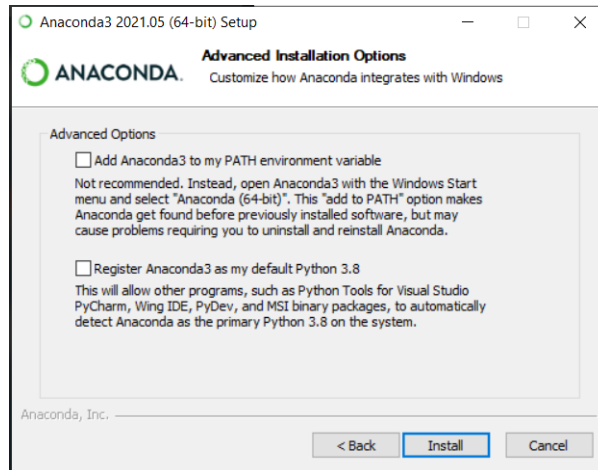 Anaconda3 2021.05 (64-bit) Setup
ANACONDA.
Advanced Installation Options
Customize how Anaconda integrates with Windows
Advanced Options
Add Anaconda3 to my PATH environment variable
Not recommended. Instead, open Anaconda3 with the Windows Start
menu and select "Anaconda (64-bit)". This "add to PATH" option makes
Anaconda get found before previously installed software, but may
cause problems requiring you to uninstall and reinstall Anaconda.
Register Anaconda3 as my default Python 3.8
This will allow other programs, such as Python Tools for Visual Studio
PyCharm, Wing IDE, PyDev, and MSI binary packages, to automatically
detect Anaconda as the primary Python 3.8 on the system.
Anaconda, Inc.
< Back
Install
Cancel